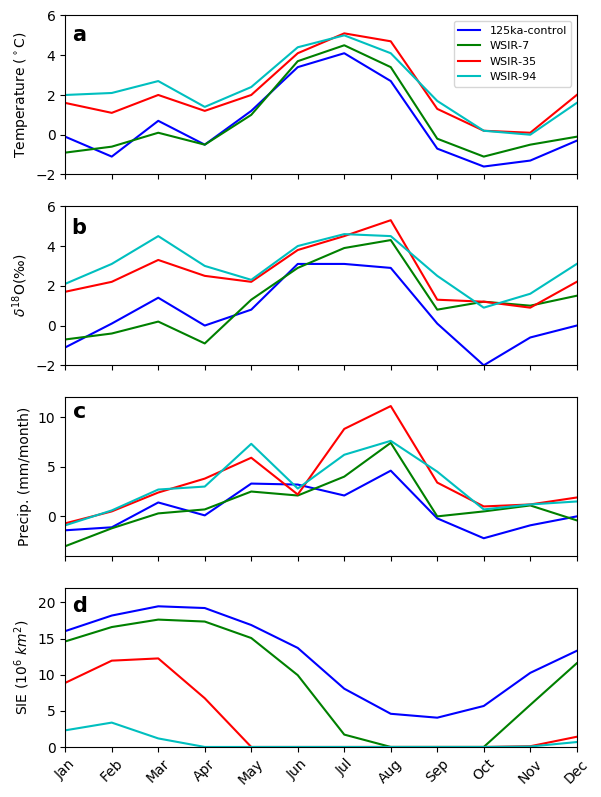 a
Temperature (°C)
6
4
2
0
−2
125ka-control
WSIR-7
WSIR-35
WSIR-94
b
δ¹⁸O(‰)
6
4
2
0
−2
c
Precip. (mm/month)
10
5
0
d
SIE (10⁶ km²)
20
15
10
5
0
Jan Feb Mar Apr May Jun Jul Aug Sep Oct Nov Dec